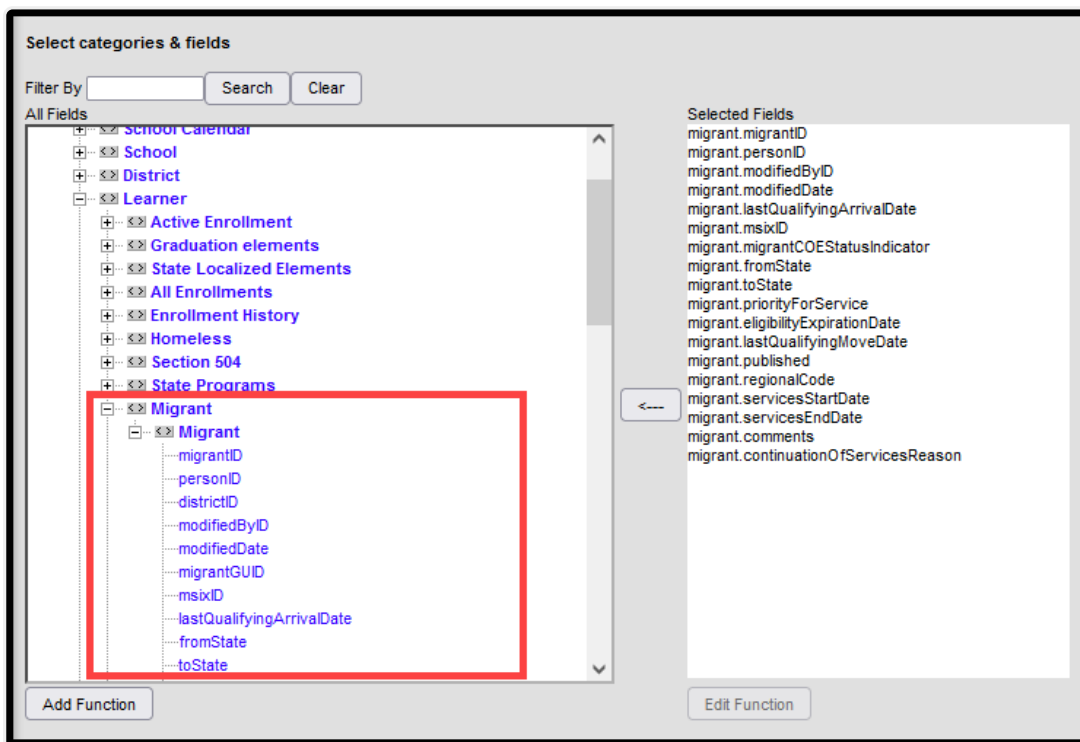 Select categories & fields
Filter By
Search
Clear
All Fields
School Calendar
School
District
Learner
Active Enrollment
Graduation elements
State Localized Elements
All Enrollments
Enrollment History
Homeless
Section 504
State Programs
Migrant
Migrant
migrantID
personID
districtID
modifiedByID
modifiedDate
migrantGUID
msixID
lastQualifyingArrivalDate
fromState
toState
Add Function
<---
Selected Fields
migrant.migrantID
migrant.personID
migrant.modifiedByID
migrant.modifiedDate
migrant.lastQualifyingArrivalDate
migrant.msixID
migrant.migrantCOEStatusIndicator
migrant.fromState
migrant.toState
migrant.priorityForService
migrant.eligibilityExpirationDate
migrant.lastQualifyingMoveDate
migrant.published
migrant.regionalCode
migrant.servicesStartDate
migrant.servicesEndDate
migrant.comments
migrant.continuationOfServicesReason
Edit Function